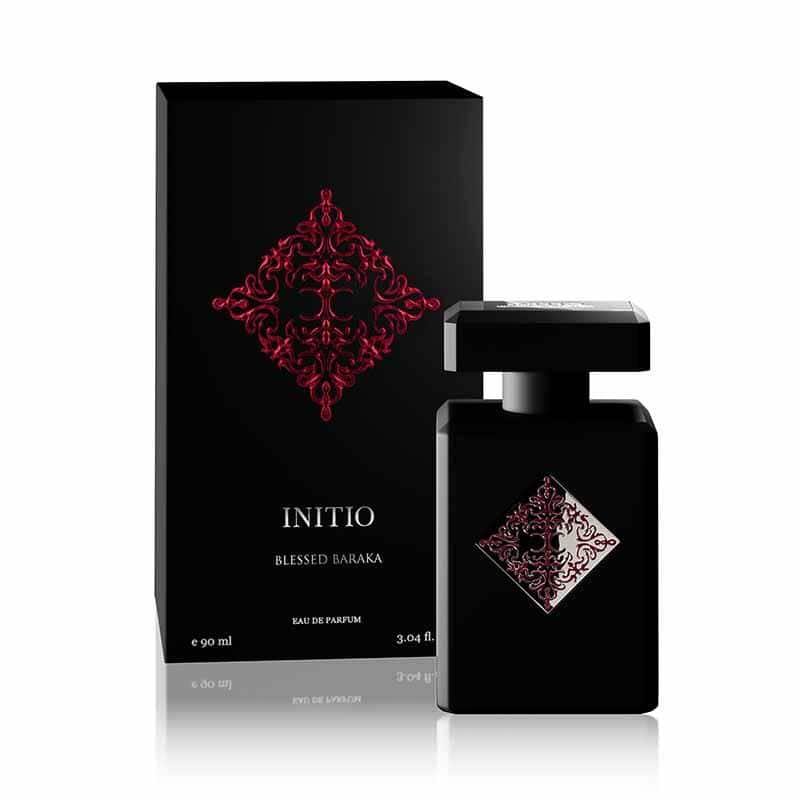 INITIO
BLESSED BARAKA
EAU DE PARFUM
e 90 ml
3.04 fl.